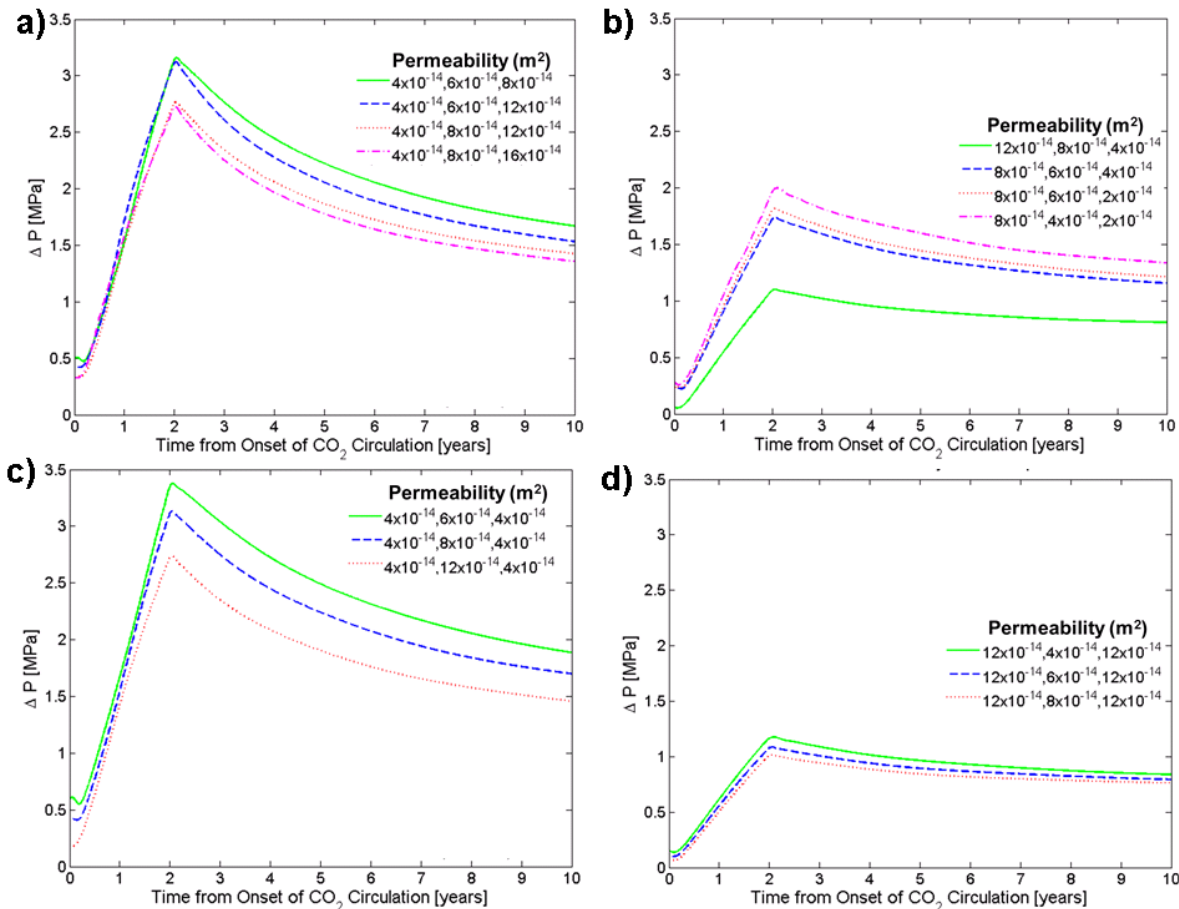 a)
3.5
3
2.5
2
1.5
1
0.5
0
Δ P [MPa]
Permeability (m²)
4x10⁻¹⁴,6x10⁻¹⁴,8x10⁻¹⁴
4x10⁻¹⁴,6x10⁻¹⁴,12x10⁻¹⁴
4x10⁻¹⁴,8x10⁻¹⁴,12x10⁻¹⁴
4x10⁻¹⁴,8x10⁻¹⁴,16x10⁻¹⁴
0 1 2 3 4 5 6 7 8 9 10
Time from Onset of CO₂ Circulation [years]
b)
3.5
3
2.5
2
1.5
1
0.5
0
Δ P [MPa]
Permeability (m²)
12x10⁻¹⁴,8x10⁻¹⁴,4x10⁻¹⁴
8x10⁻¹⁴,6x10⁻¹⁴,4x10⁻¹⁴
8x10⁻¹⁴,6x10⁻¹⁴,2x10⁻¹⁴
8x10⁻¹⁴,4x10⁻¹⁴,2x10⁻¹⁴
0 1 2 3 4 5 6 7 8 9 10
Time from Onset of CO₂ Circulation [years]
c)
3.5
3
2.5
2
1.5
1
0.5
0
Δ P [MPa]
Permeability (m²)
4x10⁻¹⁴,6x10⁻¹⁴,4x10⁻¹⁴
4x10⁻¹⁴,8x10⁻¹⁴,4x10⁻¹⁴
4x10⁻¹⁴,12x10⁻¹⁴,4x10⁻¹⁴
0 1 2 3 4 5 6 7 8 9 10
Time from Onset of CO₂ Circulation [years]
d)
3.5
3
2.5
2
1.5
1
0.5
0
Δ P [MPa]
Permeability (m²)
12x10⁻¹⁴,4x10⁻¹⁴,12x10⁻¹⁴
12x10⁻¹⁴,6x10⁻¹⁴,12x10⁻¹⁴
12x10⁻¹⁴,8x10⁻¹⁴,12x10⁻¹⁴
0 1 2 3 4 5 6 7 8 9 10
Time from Onset of CO₂ Circulation [years]